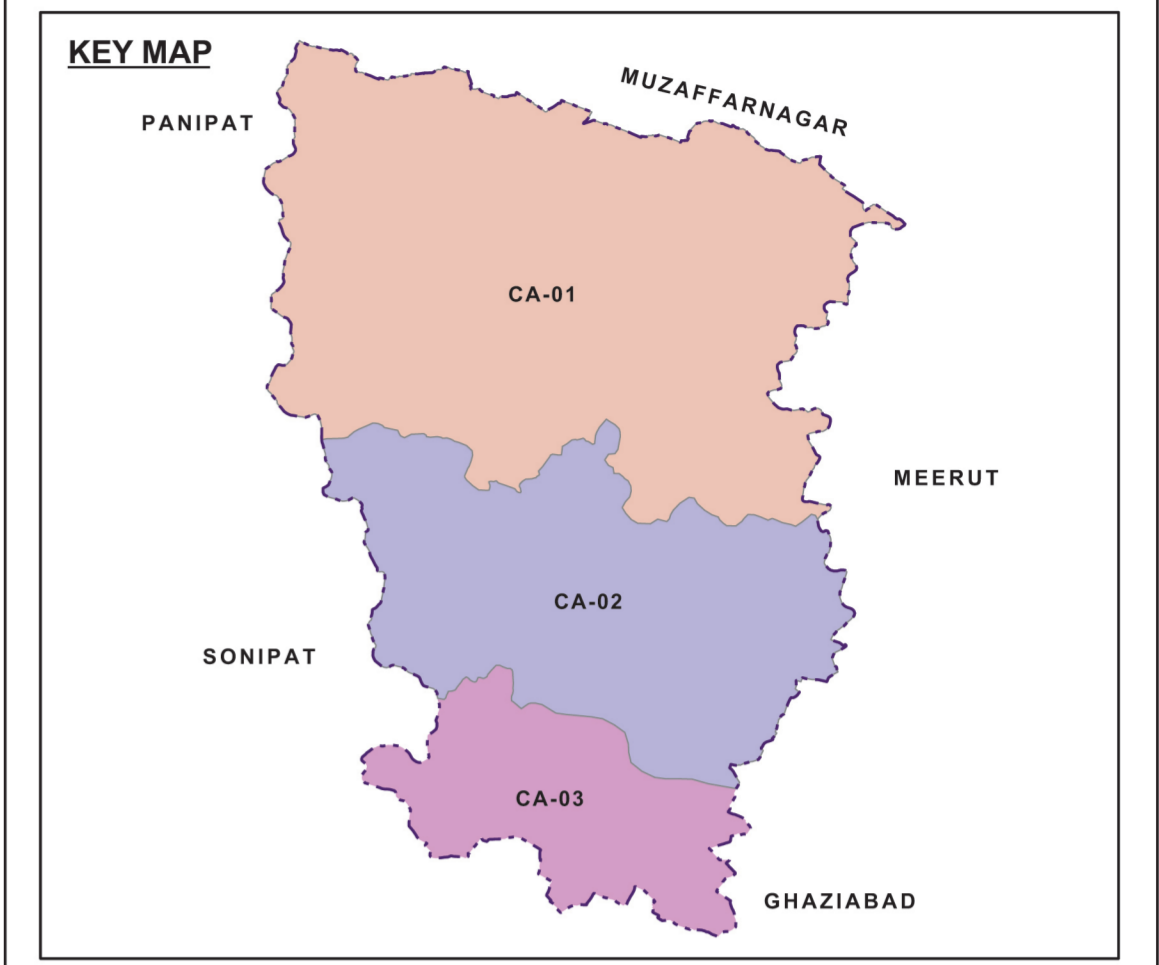 KEY MAP
MUZAFFARNAGAR
PANIPAT
CA-01
MEERUT
CA-02
SONIPAT
CA-03
GHAZIABAD